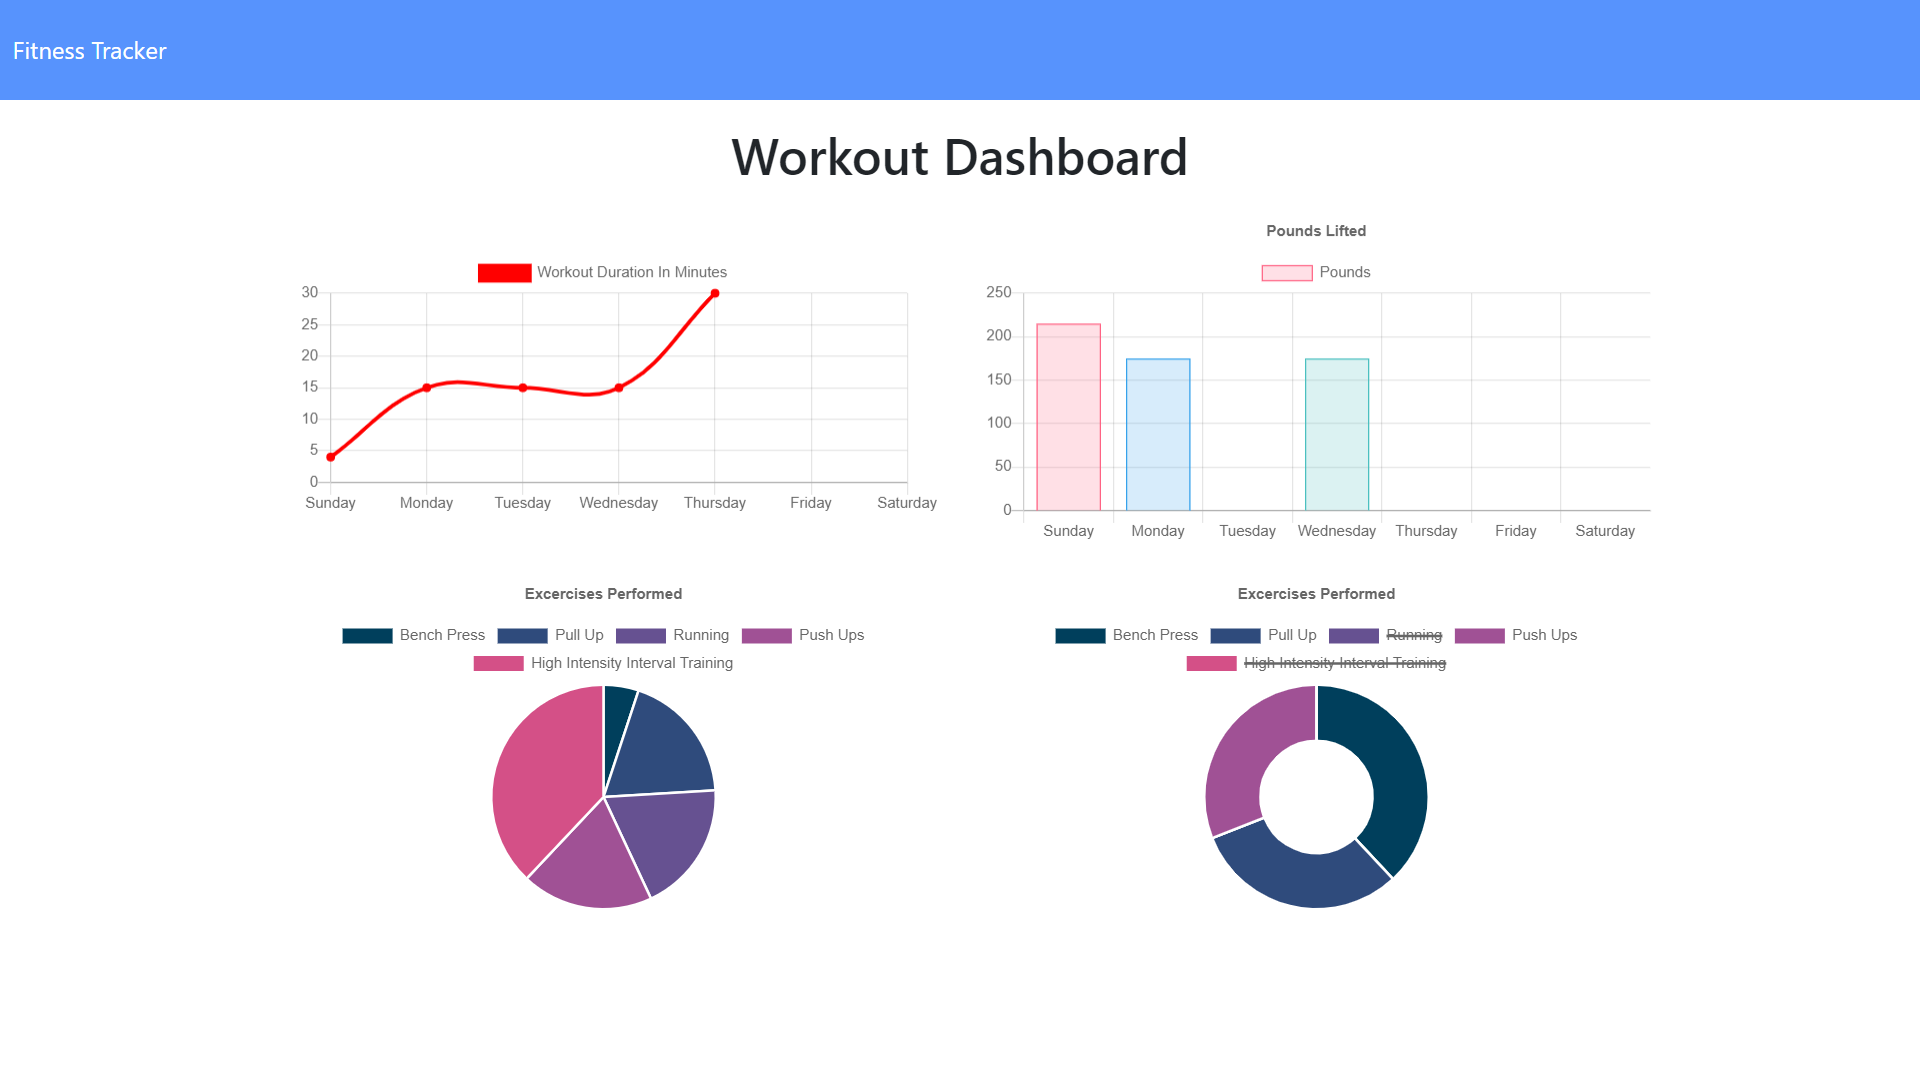 Fitness Tracker
Workout Dashboard
Workout Duration In Minutes
30
25
20
15
10
5
0
Sunday Monday Tuesday Wednesday Thursday Friday Saturday
Pounds Lifted
Pounds
250
200
150
100
50
0
Sunday Monday Tuesday Wednesday Thursday Friday Saturday
Excercises Performed
Bench Press Pull Up Running Push Ups
High Intensity Interval Training
Excercises Performed
Bench Press Pull Up Running Push Ups
High Intensity Interval Training